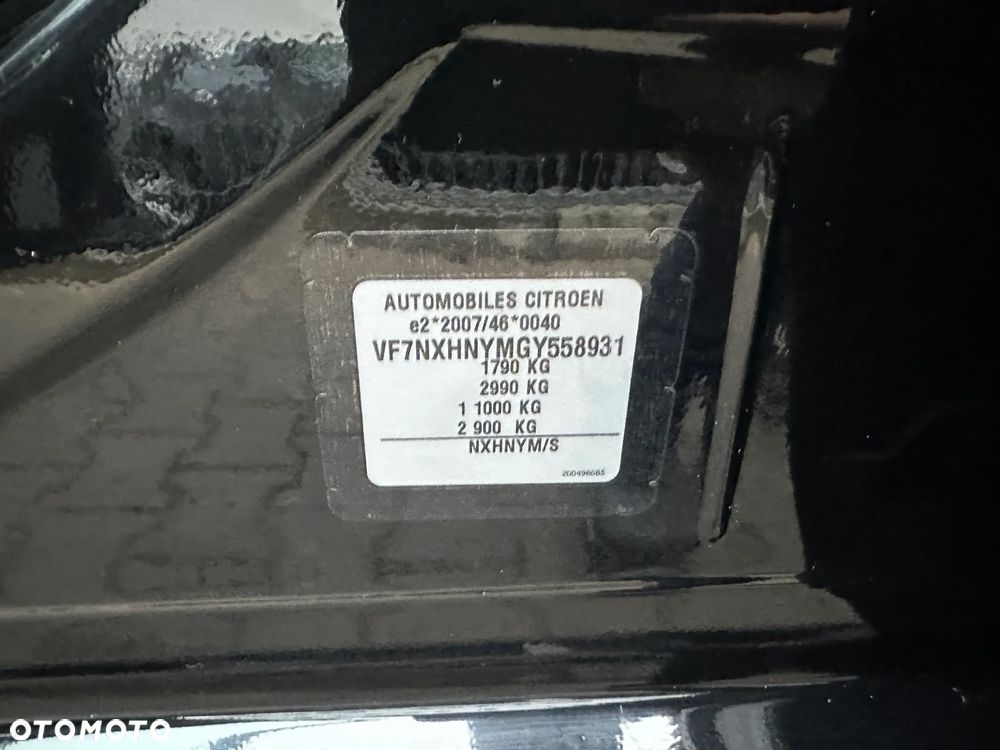 AUTOMOBILES CITROEN
e2*2007/46*0040
VF7NXHNYMGY558931
1790 KG
2990 KG
1 1000 KG
2 900 KG
NXHNYM/S
200496665
OTOMOTO